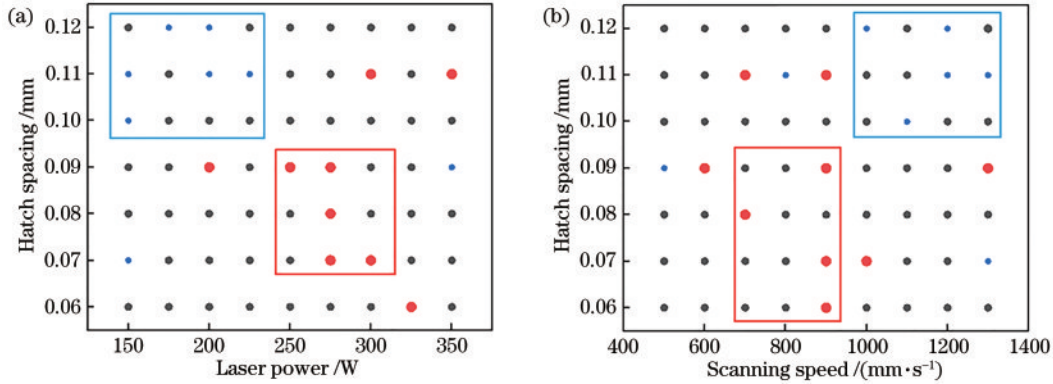 (a)
0.12
0.11
0.10
0.09
0.08
0.07
0.06
Hatch spacing /mm
150 200 250 300 350
Laser power /W
(b)
0.12
0.11
0.10
0.09
0.08
0.07
0.06
Hatch spacing /mm
400 600 800 1000 1200 1400
Scanning speed /(mm·s⁻¹)